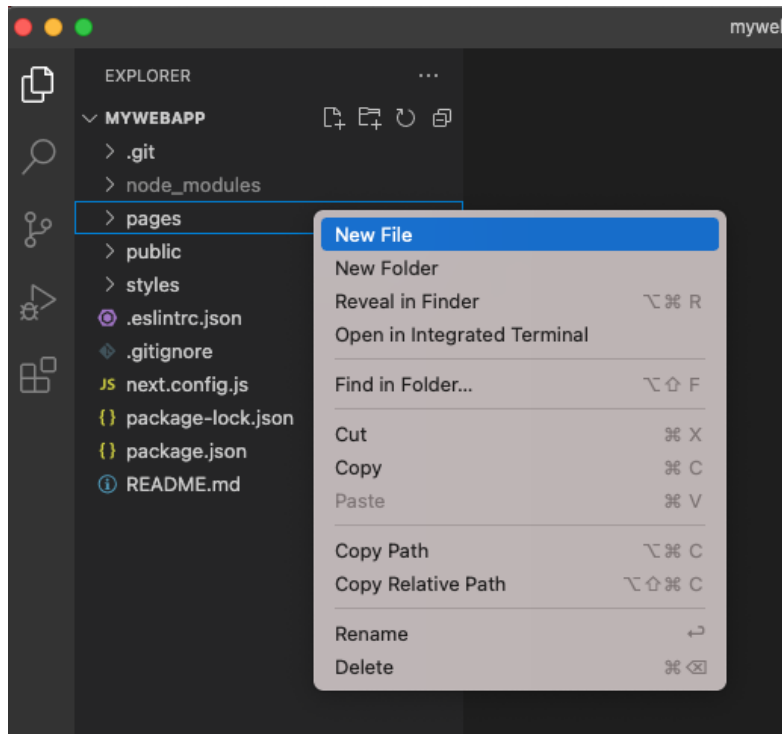 mywel
EXPLORER
MYWEBAPP
.git
node_modules
pages
public
styles
.eslintrc.json
.gitignore
JS next.config.js
{} package-lock.json
{} package.json
README.md
New File
New Folder
Reveal in Finder ⌥⌘ R
Open in Integrated Terminal
Find in Folder... ⌥⇧ F
Cut ⌘ X
Copy ⌘ C
Paste ⌘ V
Copy Path ⌥⌘ C
Copy Relative Path ⌥⇧⌘ C
Rename ↩
Delete ⌘⌫